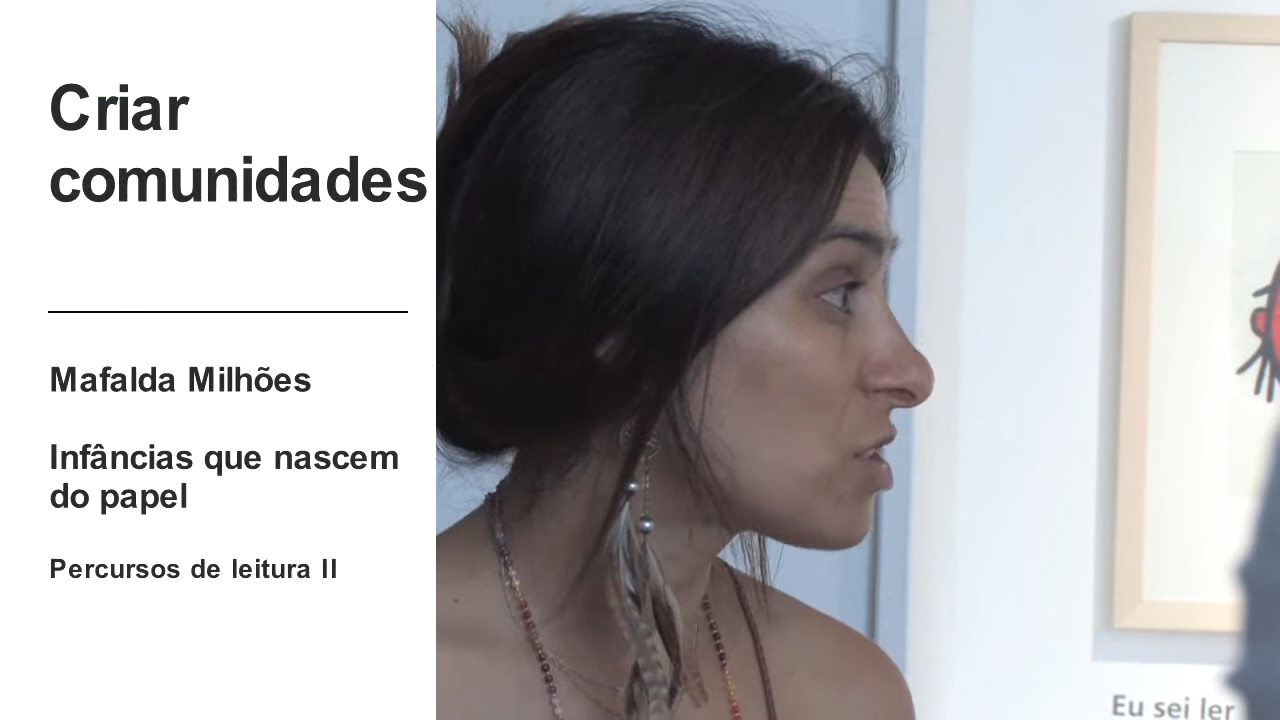 Criar
comunidades
Mafalda Milhões
Infâncias que nascem
do papel
Percursos de leitura II
Eu sei ler